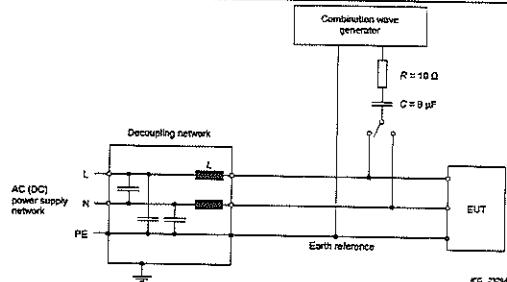 Combination wave
generator
R = 10 Ω
C = 9 µF
Decoupling network
L
L
AC (DC)
power supply
network
N
EUT
PE
Earth reference